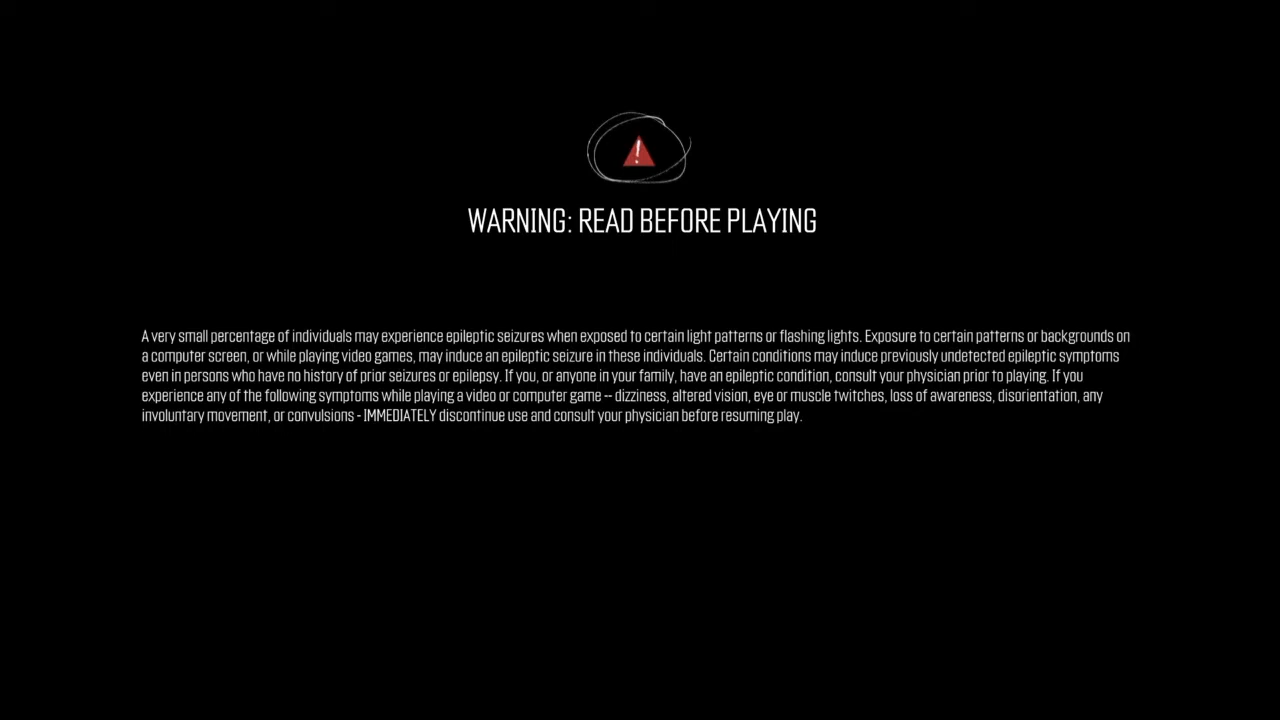 WARNING: READ BEFORE PLAYING
A very small percentage of individuals may experience epileptic seizures when exposed to certain light patterns or flashing lights. Exposure to certain patterns or backgrounds on
a computer screen, or while playing video games, may induce an epileptic seizure in these individuals. Certain conditions may induce previously undetected epileptic symptoms
even in persons who have no history of prior seizures or epilepsy. If you, or anyone in your family, have an epileptic condition, consult your physician prior to playing. If you
experience any of the following symptoms while playing a video or computer game -- dizziness, altered vision, eye or muscle twitches, loss of awareness, disorientation, any
involuntary movement, or convulsions - IMMEDIATELY discontinue use and consult your physician before resuming play.